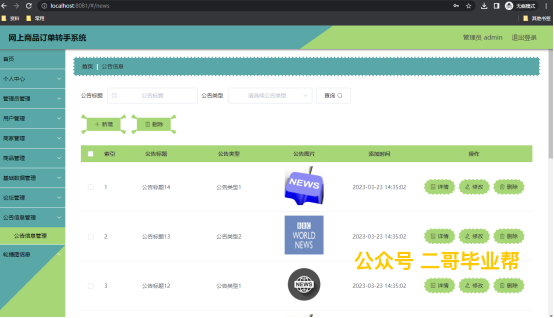 localhost:8081/#/news
无痕模式
资料 常用 其他书签
网上商品订单转手系统 管理员 admin 退出登录
首页
个人中心
管理员管理
用户管理
商家管理
商品管理
基础数据管理
论坛管理
公告信息管理
公告信息管理
轮播图信息
首页 公告信息
公告标题 公告标题 公告类型 请选择公告类型 查询
+ 新增 删除
索引 公告标题 公告类型 公告图片 添加时间 操作
1 公告标题14 公告类型1 NEWS 2023-03-23 14:35:02 详情 修改 删除
2 公告标题13 公告类型2 BBC WORLD NEWS 2023-03-23 14:35:02 详情 修改 删除
公众号 二哥毕业帮
3 公告标题12 公告类型1 NEWS 2023-03-23 14:35:02 详情 修改 删除